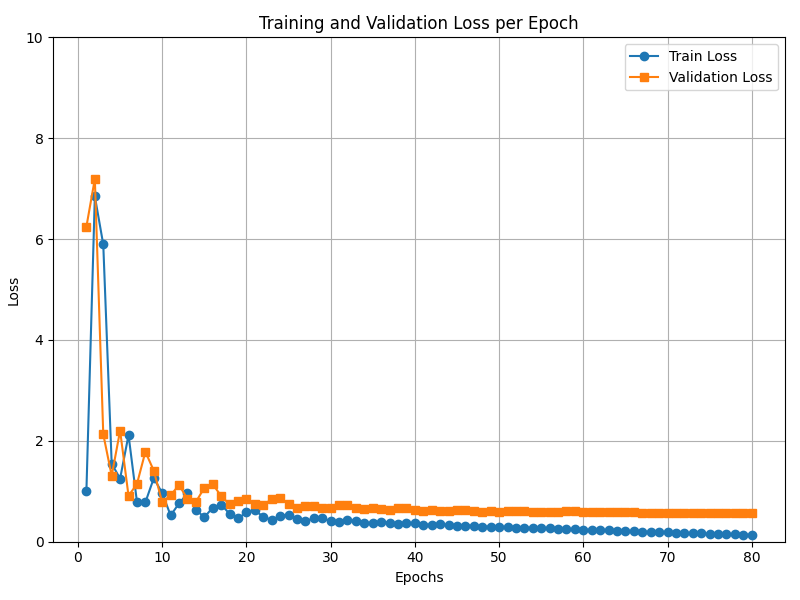 Training and Validation Loss per Epoch
10
8
6
4
2
0
Loss
Train Loss
Validation Loss
0 10 20 30 40 50 60 70 80
Epochs